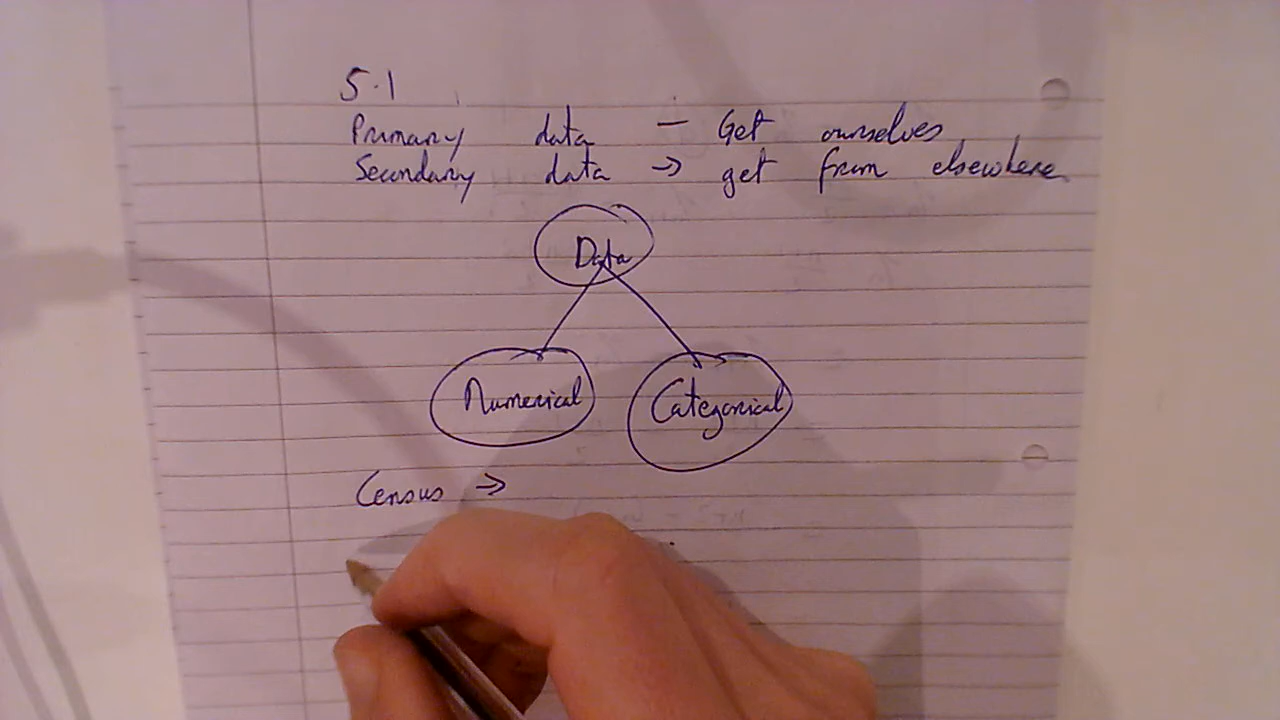 5.1
Primary data - Get ourselves
Secondary data → get from elsewhere
Data
Numerical Categorical
Census →